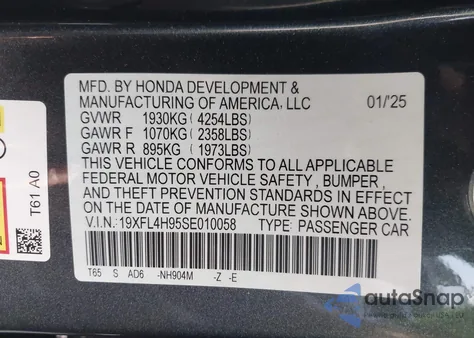 MFD. BY HONDA DEVELOPMENT &
MANUFACTURING OF AMERICA, LLC 01/'25
GVWR 1930KG ( 4254LBS)
GAWR F 1070KG ( 2358LBS)
GAWR R 895KG ( 1973LBS)
THIS VEHICLE CONFORMS TO ALL APPLICABLE
FEDERAL MOTOR VEHICLE SAFETY , BUMPER ,
AND THEFT PREVENTION STANDARDS IN EFFECT
ON THE DATE OF MANUFACTURE SHOWN ABOVE.
V.I.N.: 19XFL4H95SE010058 TYPE: PASSENGER CAR
T65 S AD6 -NH904M -Z -E
T61 A0
autoSnap